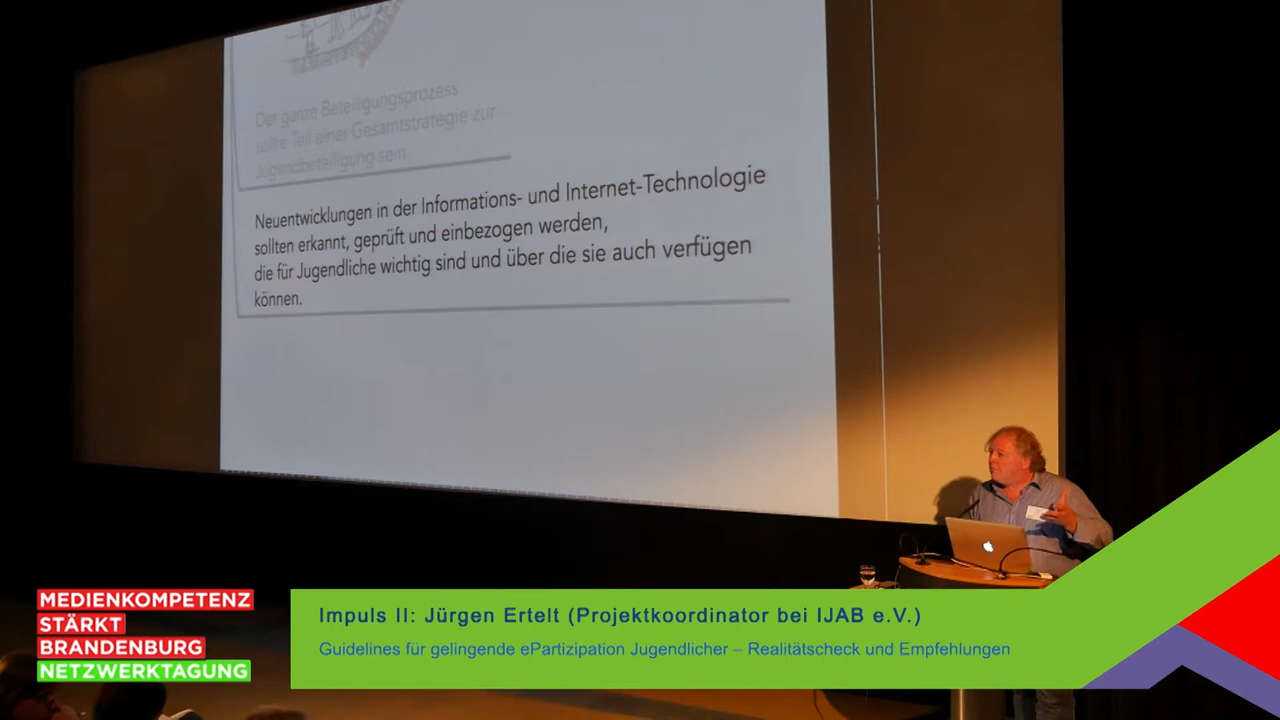 Der ganze Beteiligungsprozess
sollte Teil einer Gesamtstrategie zur
Jugendbeteiligung sein.
Neuentwicklungen in der Informations- und Internet-Technologie
sollten erkannt, geprüft und einbezogen werden,
die für Jugendliche wichtig sind und über die sie auch verfügen
können.
MEDIENKOMPETENZ
STÄRKT
BRANDENBURG
NETZWERKTAGUNG
Impuls II: Jürgen Ertelt (Projektkoordinator bei IJAB e.V.)
Guidelines für gelingende ePartizipation Jugendlicher – Realitätscheck und Empfehlungen